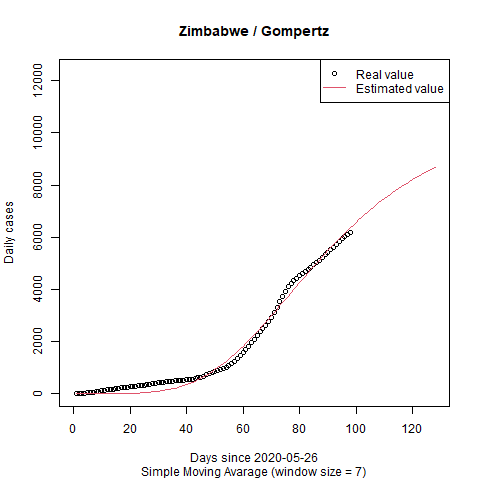 Zimbabwe / Gompertz
Real value
Estimated value
Daily cases
0
2000
4000
6000
8000
10000
12000
0 20 40 60 80 100 120
Days since 2020-05-26
Simple Moving Avarage (window size = 7)